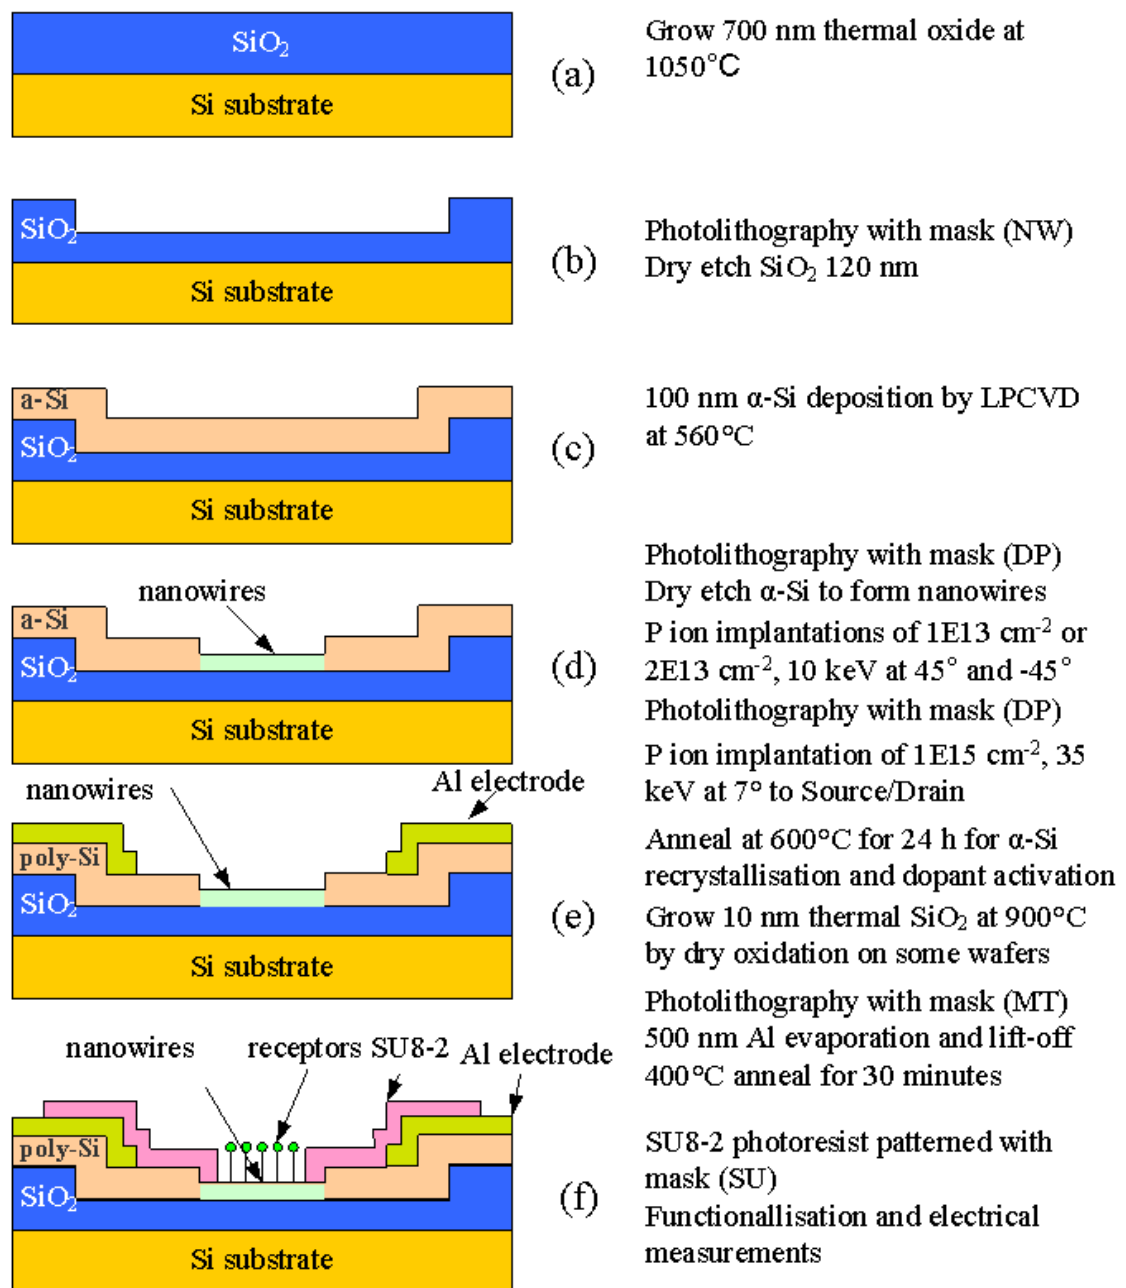 SiO₂
Si substrate
(a)
Grow 700 nm thermal oxide at
1050°C
SiO₂
Si substrate
(b)
Photolithography with mask (NW)
Dry etch SiO₂ 120 nm
a-Si
SiO₂
Si substrate
(c)
100 nm α-Si deposition by LPCVD
at 560°C
nanowires
a-Si
SiO₂
Si substrate
(d)
Photolithography with mask (DP)
Dry etch α-Si to form nanowires
P ion implantations of 1E13 cm⁻² or
2E13 cm⁻², 10 keV at 45° and -45°
Photolithography with mask (DP)
P ion implantation of 1E15 cm⁻², 35
keV at 7° to Source/Drain
nanowires
Al electrode
poly-Si
SiO₂
Si substrate
(e)
Anneal at 600°C for 24 h for α-Si
recrystallisation and dopant activation
Grow 10 nm thermal SiO₂ at 900°C
by dry oxidation on some wafers
Photolithography with mask (MT)
500 nm Al evaporation and lift-off
400°C anneal for 30 minutes
nanowires
receptors
SU8-2
Al electrode
poly-Si
SiO₂
Si substrate
(f)
SU8-2 photoresist patterned with
mask (SU)
Functionallisation and electrical
measurements